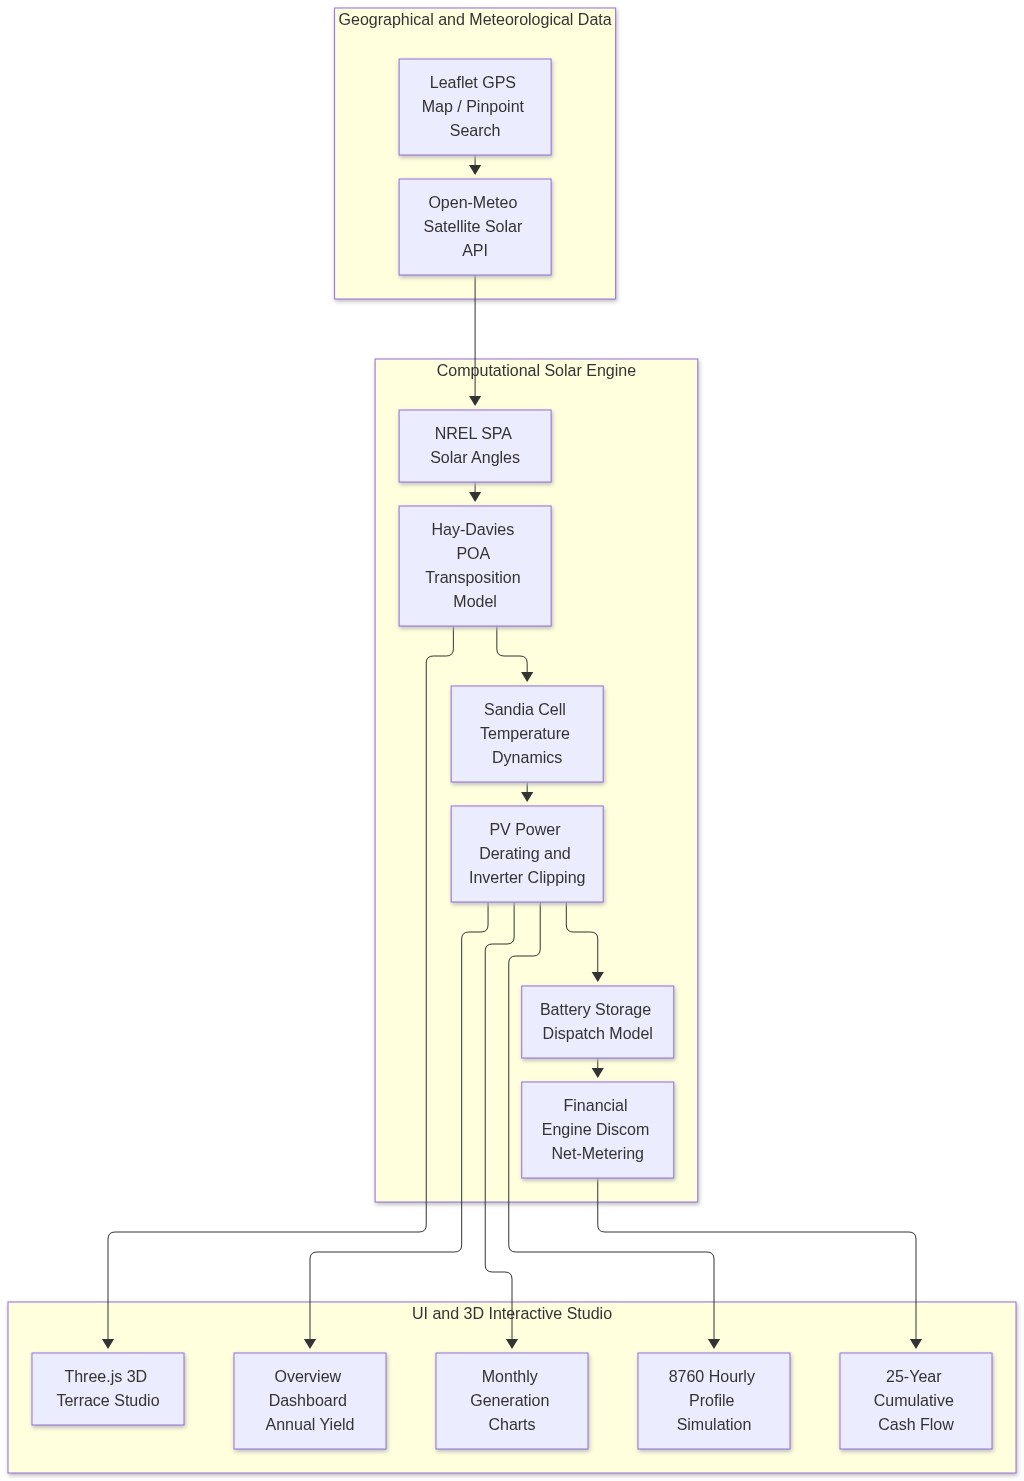 Geographical and Meteorological Data
Leaflet GPS
Map / Pinpoint
Search
Open-Meteo
Satellite Solar
API
Computational Solar Engine
NREL SPA
Solar Angles
Hay-Davies
POA
Transposition
Model
Sandia Cell
Temperature
Dynamics
PV Power
Derating and
Inverter Clipping
Battery Storage
Dispatch Model
Financial
Engine Discom
Net-Metering
UI and 3D Interactive Studio
Three.js 3D
Terrace Studio
Overview
Dashboard
Annual Yield
Monthly
Generation
Charts
8760 Hourly
Profile
Simulation
25-Year
Cumulative
Cash Flow